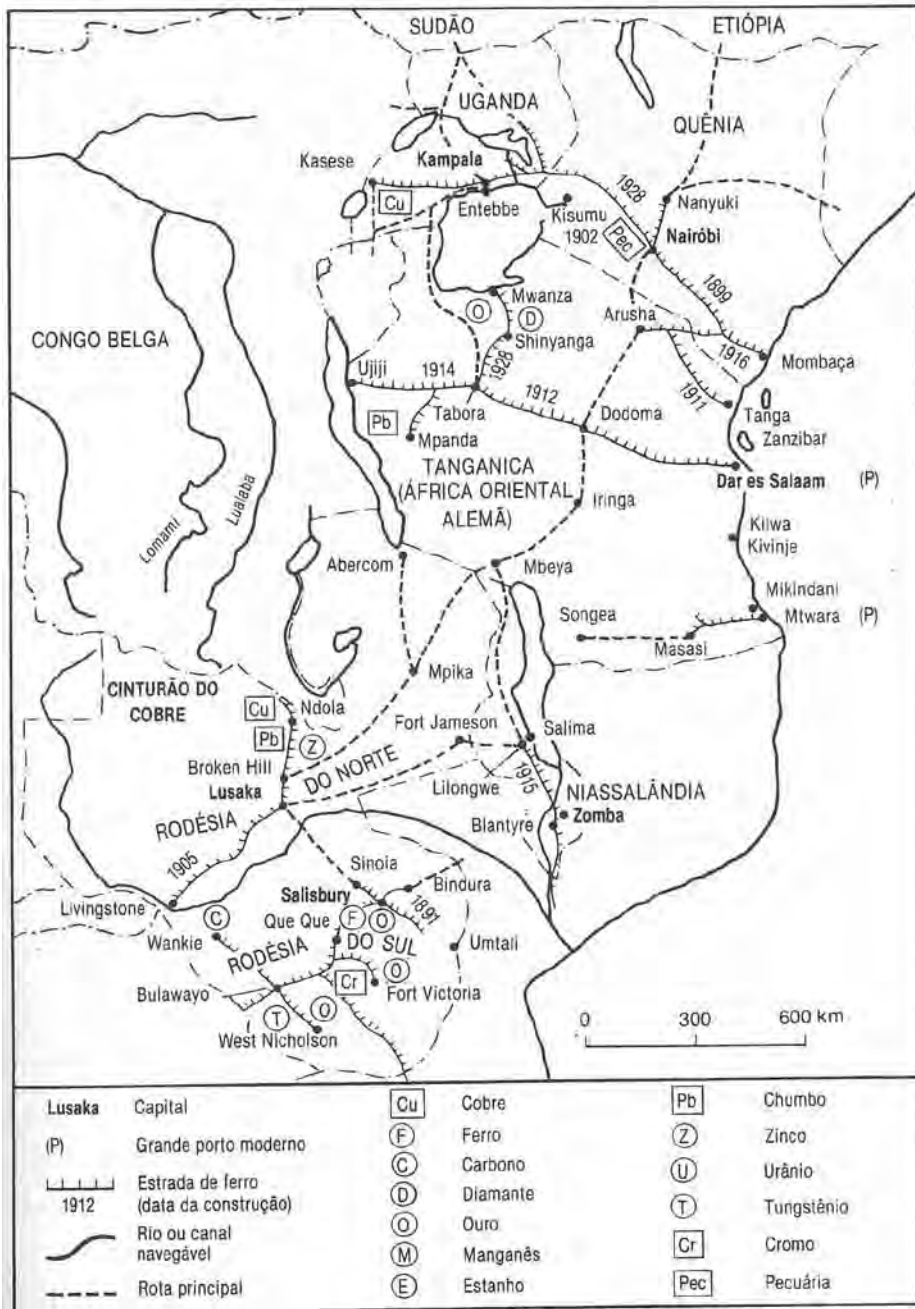 SUDÃO
ETIÓPIA
UGANDA
QUÊNIA
Kasese
Kampala
1928
Cu
Entebbe
Kisumu
Nanyuki
1902
Pec
Nairóbi
1899
O
Mwanza
D
Arusha
CONGO BELGA
Shinyanga
1916
Mombaça
Ujiji
1914
1928
1912
1911
Pb
Tabora
Dodoma
Tanga
Mpanda
Zanzibar
TANGANICA
(ÁFRICA ORIENTAL
ALEMÃ)
Dar es Salaam (P)
Iringa
Lomami
Lualaba
Kilwa
Kivinje
Abercom
Mbeya
Mikindani
Songea
Mtwara (P)
Masasi
CINTURÃO DO
COBRE
Mpika
Cu
Ndola
Pb
Z
Fort Jameson
Salima
Broken Hill
DO NORTE
Lusaka
Lilongwe
1915
NIASSALÂNDIA
RODÉSIA
Zomba
Blantyre
1905
Sinoia
Livingstone
Salisbury
Bindura
1891
C
Que Que
F
O
Wankie
RODÉSIA
DO SUL
Umtali
Cr
O
Bulawayo
Fort Victoria
T
O
West Nicholson
0 300 600 km
Lusaka Capital
(P) Grande porto moderno
Estrada de ferro
1912 (data da construção)
Rio ou canal
navegável
Rota principal
Cu Cobre
F Ferro
C Carbono
D Diamante
O Ouro
M Manganês
E Estanho
Pb Chumbo
Z Zinco
U Urânio
T Tungstênio
Cr Cromo
Pec Pecuária